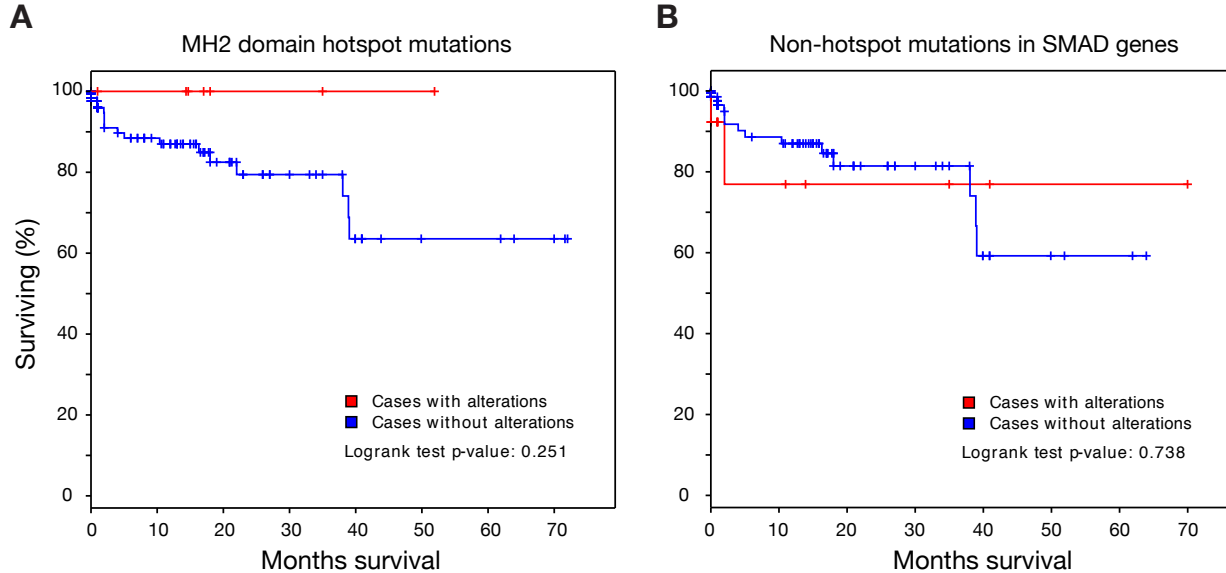 A
MH2 domain hotspot mutations
Surviving (%)
100
80
60
40
20
0
Cases with alterations
Cases without alterations
Logrank test p-value: 0.251
0 10 20 30 40 50 60 70
Months survival
B
Non-hotspot mutations in SMAD genes
100
80
60
40
20
0
Cases with alterations
Cases without alterations
Logrank test p-value: 0.738
0 10 20 30 40 50 60 70
Months survival